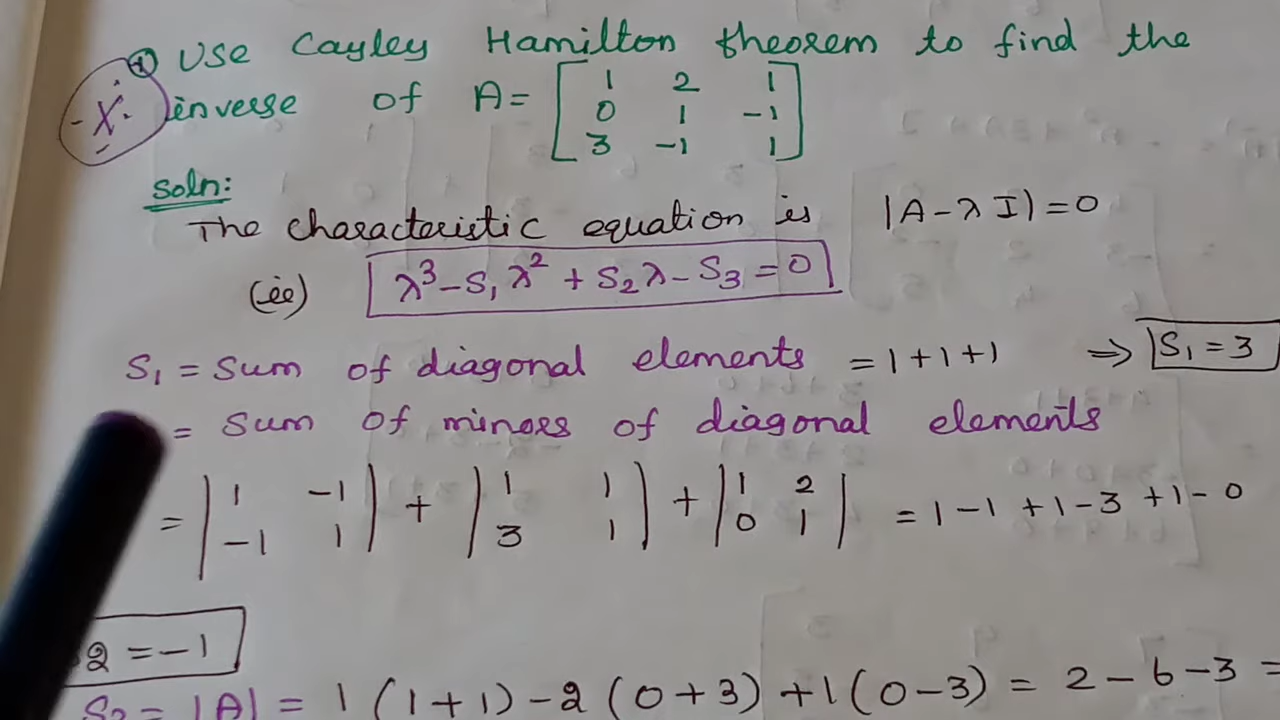 ① Use Cayley Hamilton theorem to find the
inverse of A = [ 1 2 1
0 1 -1
3 -1 1 ]
-X-
Soln:
The characteristic equation is |A - λI| = 0
(ie) λ³ - S₁λ² + S₂λ - S₃ = 0
S₁ = Sum of diagonal elements = 1 + 1 + 1 ⇒ S₁ = 3
= Sum of minors of diagonal elements
= | 1 -1 | + | 1 1 | + | 1 2 | = 1 - 1 + 1 - 3 + 1 - 0
| -1 1 | | 3 1 | | 0 1 |
2 = -1
= |A| = 1 (1 + 1) - 2 (0 + 3) + 1 (0 - 3) = 2 - 6 - 3 =